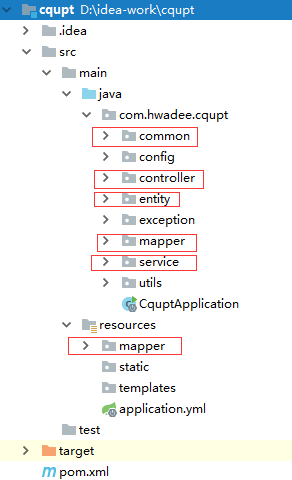 cqupt D:\idea-work\cqupt
.idea
src
main
java
com.hwadee.cqupt
common
config
controller
entity
exception
mapper
service
utils
CquptApplication
resources
mapper
static
templates
application.yml
test
target
pom.xml